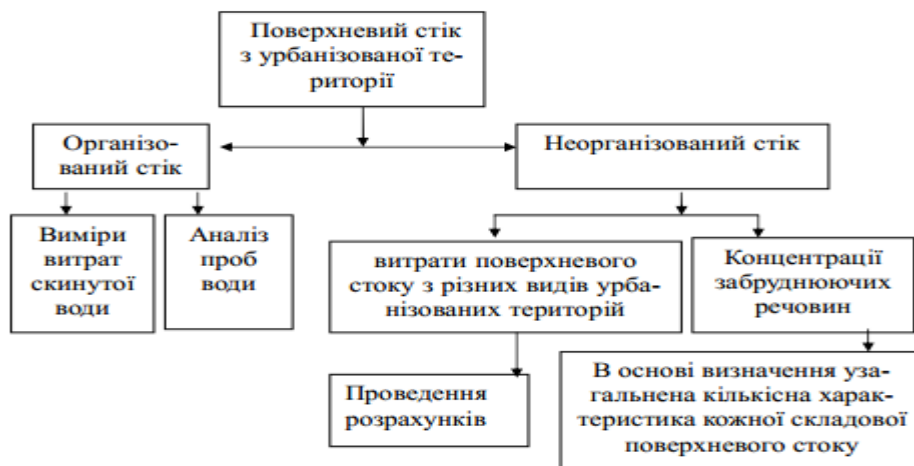 Поверхневий стік
з урбанізованої те-
риторії
Організо-
ваний стік
Неорганізований стік
Виміри
витрат
скинутої
води
Аналіз
проб
води
витрати поверхневого
стоку з різних видів урба-
нізованих територій
Концентрації
забруднюючих
речовин
Проведення
розрахунків
В основі визначення уза-
гальнена кількісна харак-
теристика кожної складової
поверхневого стоку